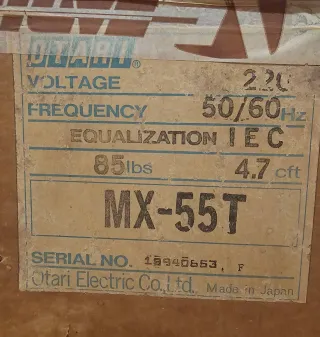 OTARI®
VOLTAGE 220
FREQUENCY 50/60Hz
EQUALIZATION IEC
85lbs 4.7 cft
MX-55T
SERIAL NO. 15940653, F
Otari Electric Co., Ltd. Made in Japan